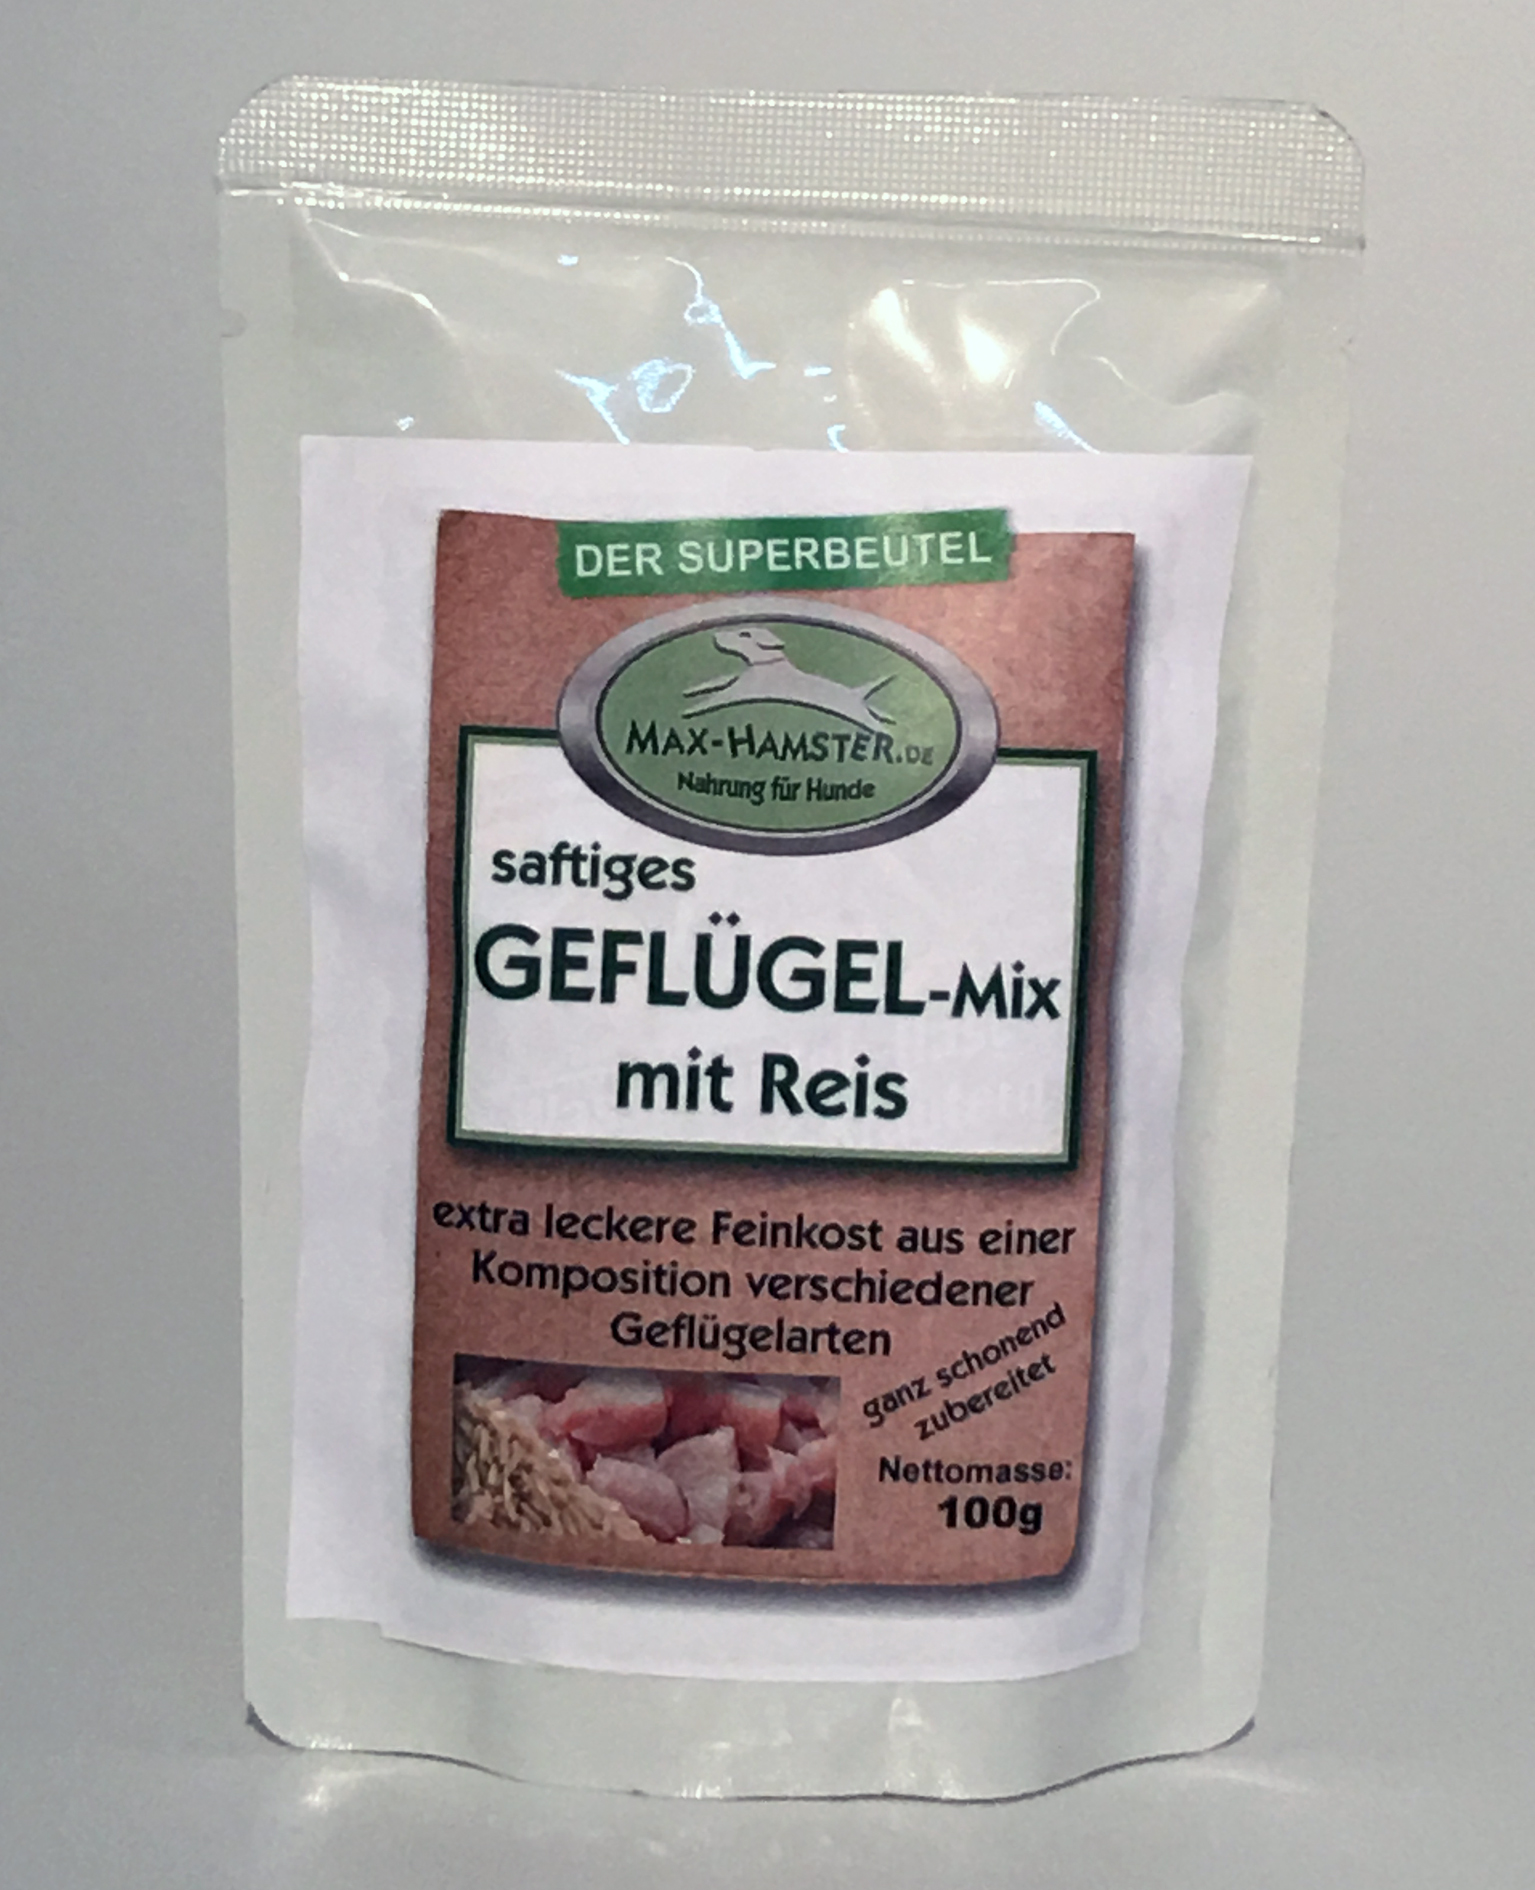 DER SUPERBEUTEL
MAX-HAMSTER.DE
Nahrung für Hunde
saftiges
GEFLÜGEL-Mix
mit Reis
extra leckere Feinkost aus einer
Komposition verschiedener
Geflügelarten
ganz schonend
zubereitet
Nettomasse:
100g